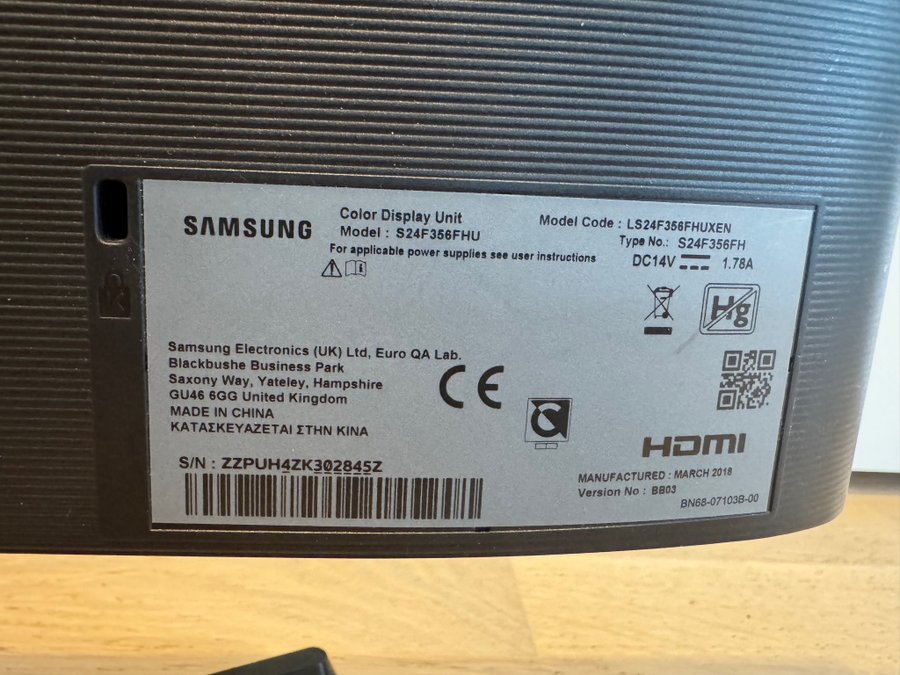 SAMSUNG
Color Display Unit
Model : S24F356FHU
For applicable power supplies see user instructions
Model Code : LS24F356FHUXEN
Type No.: S24F356FH
DC14V 1.78A
Hg
Samsung Electronics (UK) Ltd, Euro QA Lab.
Blackbushe Business Park
Saxony Way, Yateley, Hampshire
GU46 6GG United Kingdom
MADE IN CHINA
ΚΑΤΑΣΚΕΥΑΖΕΤΑΙ ΣΤΗΝ ΚΙΝΑ
CE
S/N : ZZPUH4ZK302845Z
HDMI
MANUFACTURED : MARCH 2018
Version No : BB03
BN68-07103B-00